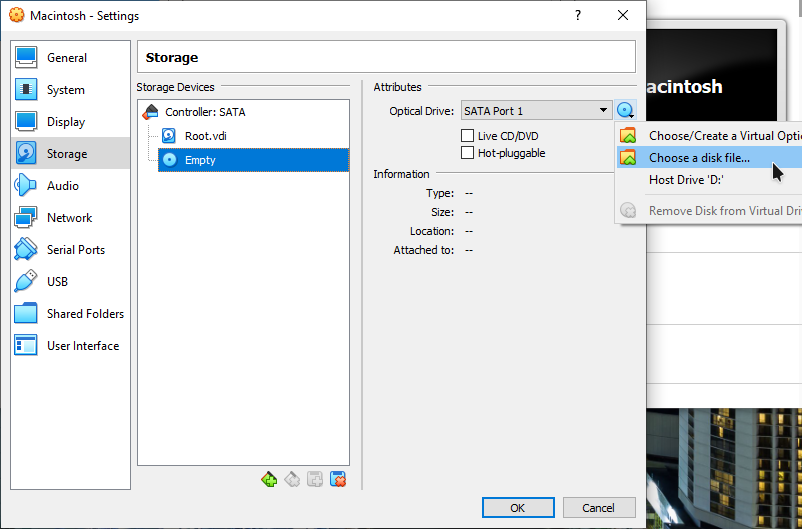 Macintosh - Settings
?
General
System
Display
Storage
Audio
Network
Serial Ports
USB
Shared Folders
User Interface
Storage
Storage Devices
Controller: SATA
Root.vdi
Empty
Attributes
Optical Drive: SATA Port 1
Live CD/DVD
Hot-pluggable
Information
Type: --
Size: --
Location: --
Attached to: --
OK
Cancel
acintosh
Choose/Create a Virtual Opti
Choose a disk file...
Host Drive 'D:'
Remove Disk from Virtual Dri